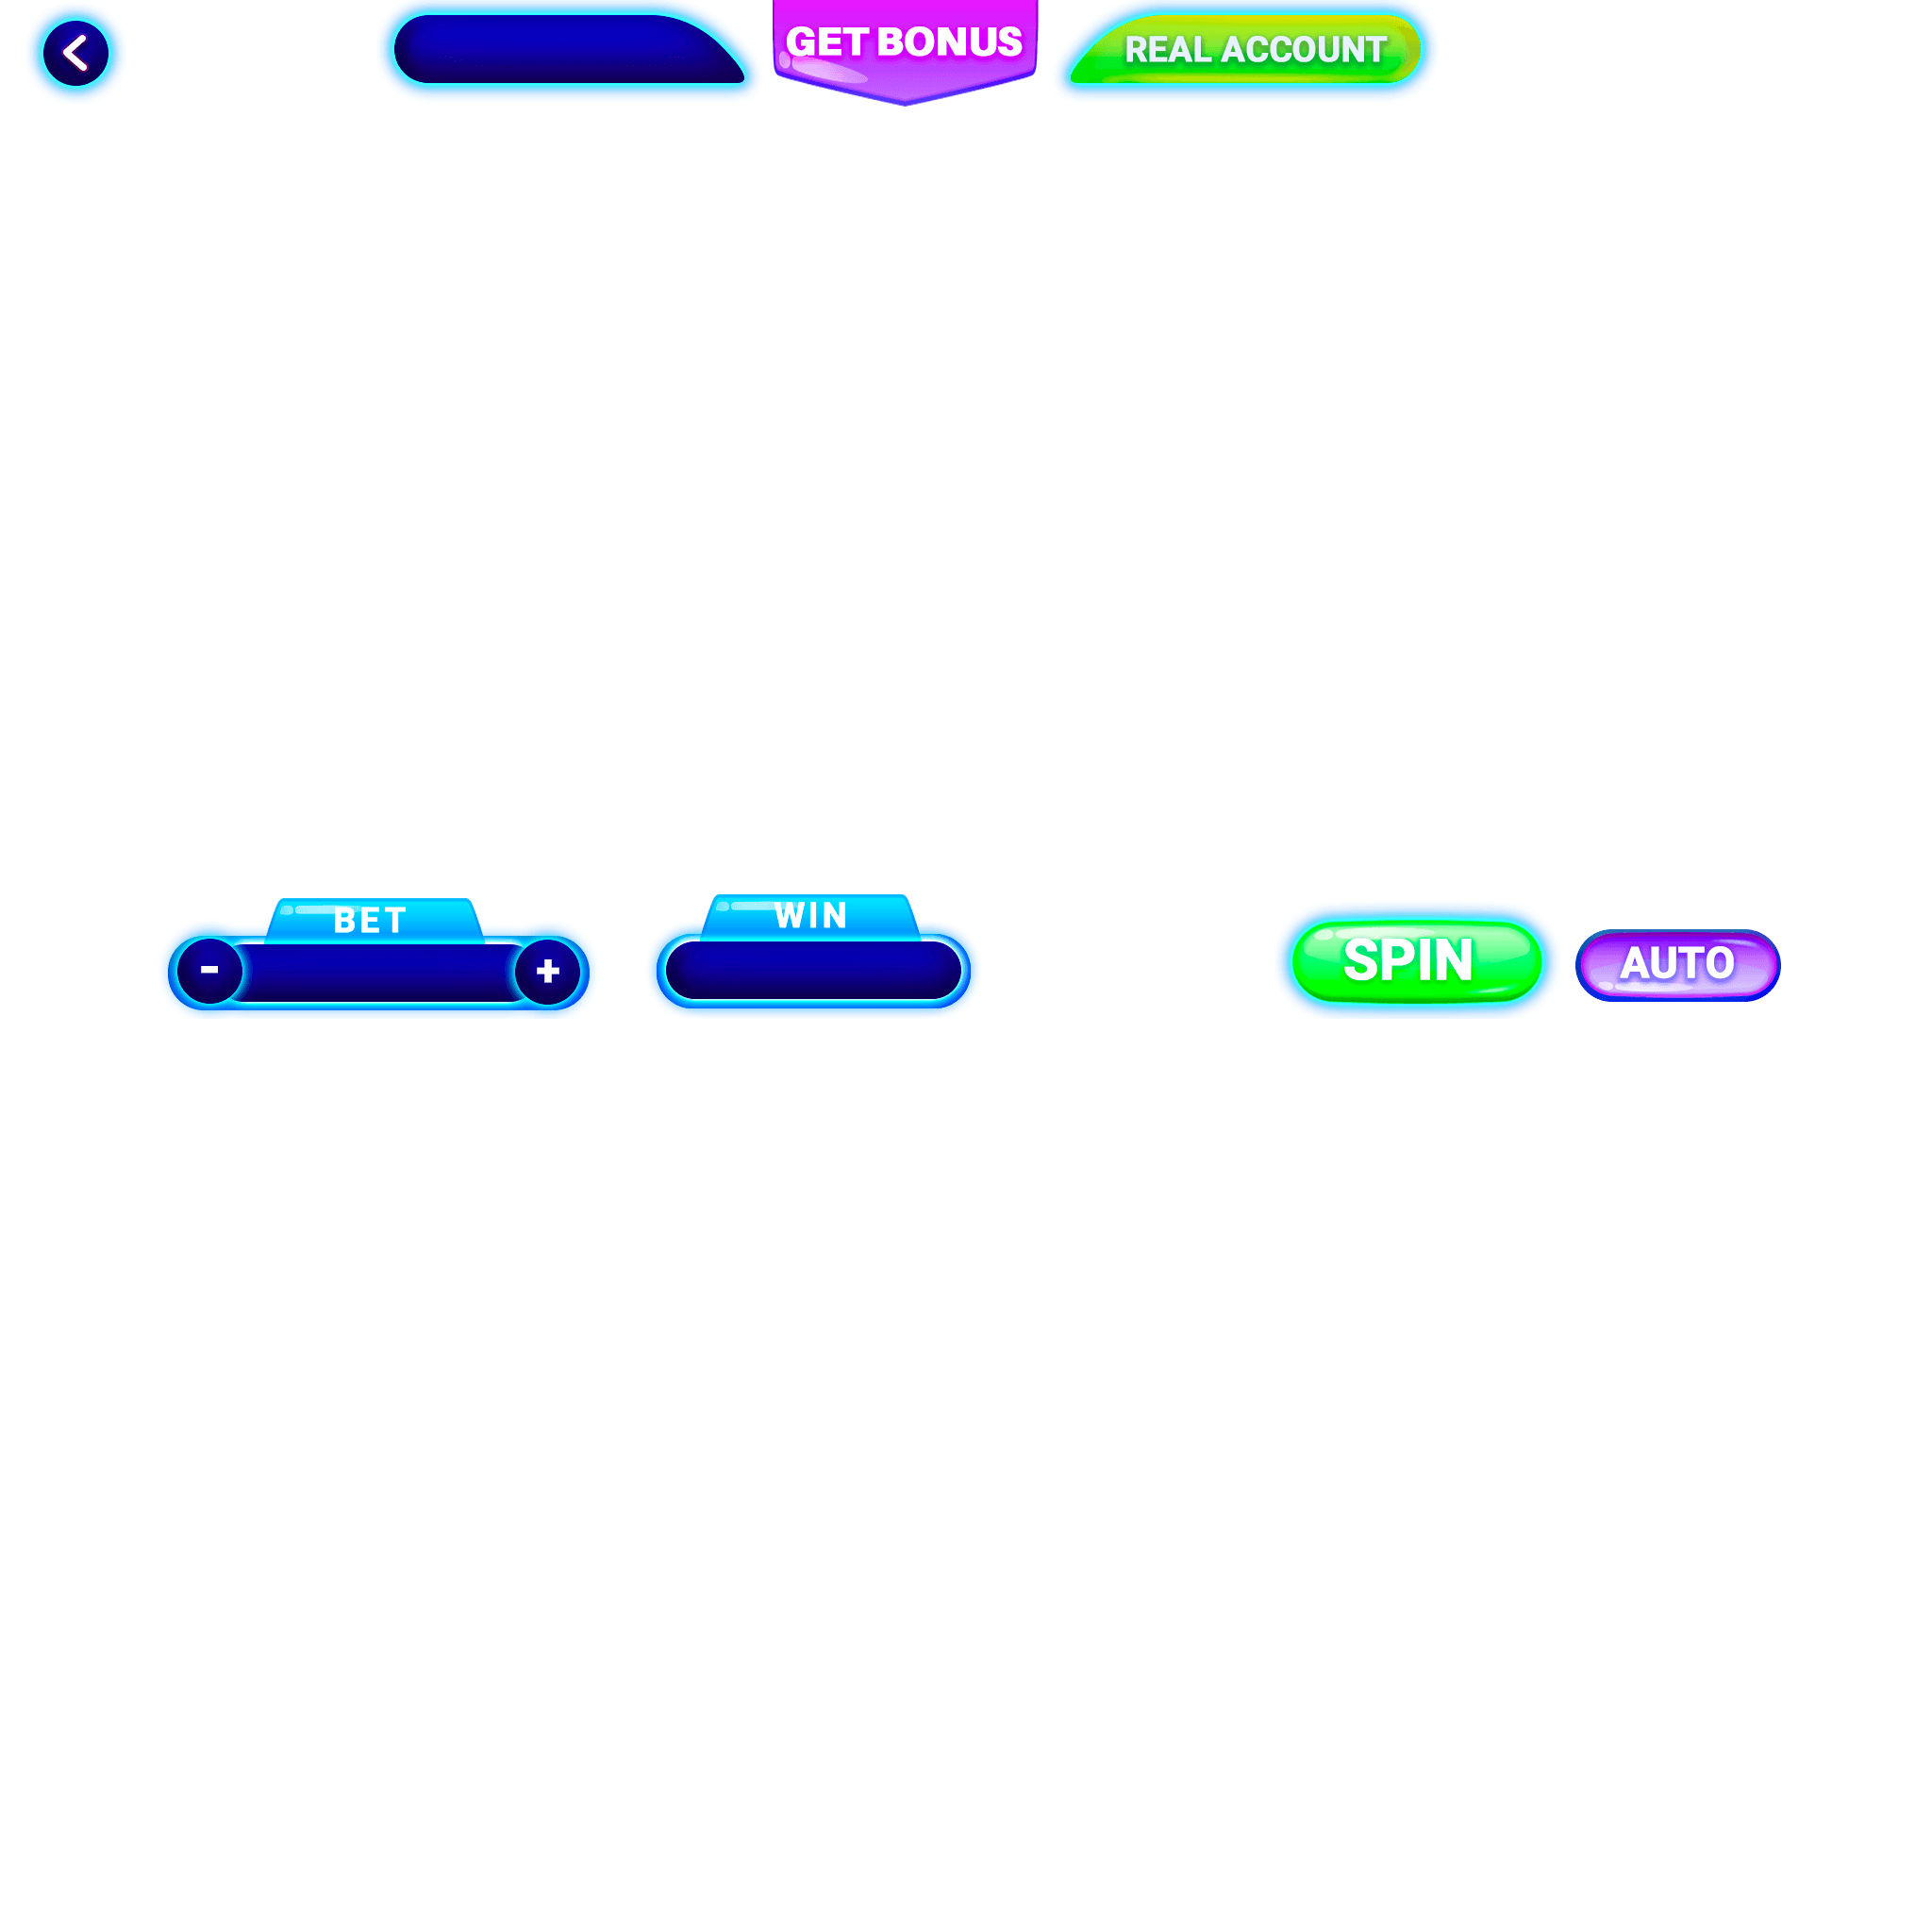 GET BONUS
REAL ACCOUNT
BET
WIN
- +
SPIN
AUTO